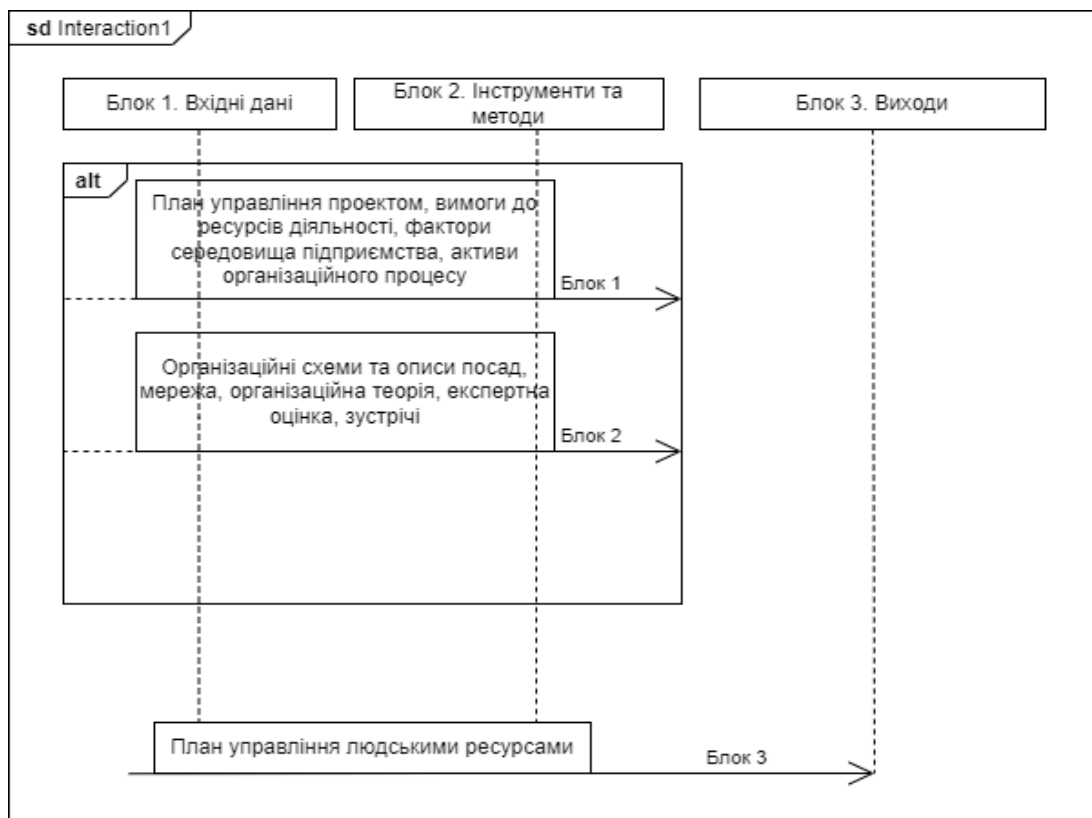 sd Interaction1
Блок 1. Вхідні дані
Блок 2. Інструменти та
методи
Блок 3. Виходи
alt
План управління проектом, вимоги до
ресурсів діяльності, фактори
середовища підприємства, активи
організаційного процесу
Блок 1
Організаційні схеми та описи посад,
мережа, організаційна теорія, експертна
оцінка, зустрічі
Блок 2
План управління людськими ресурсами
Блок 3